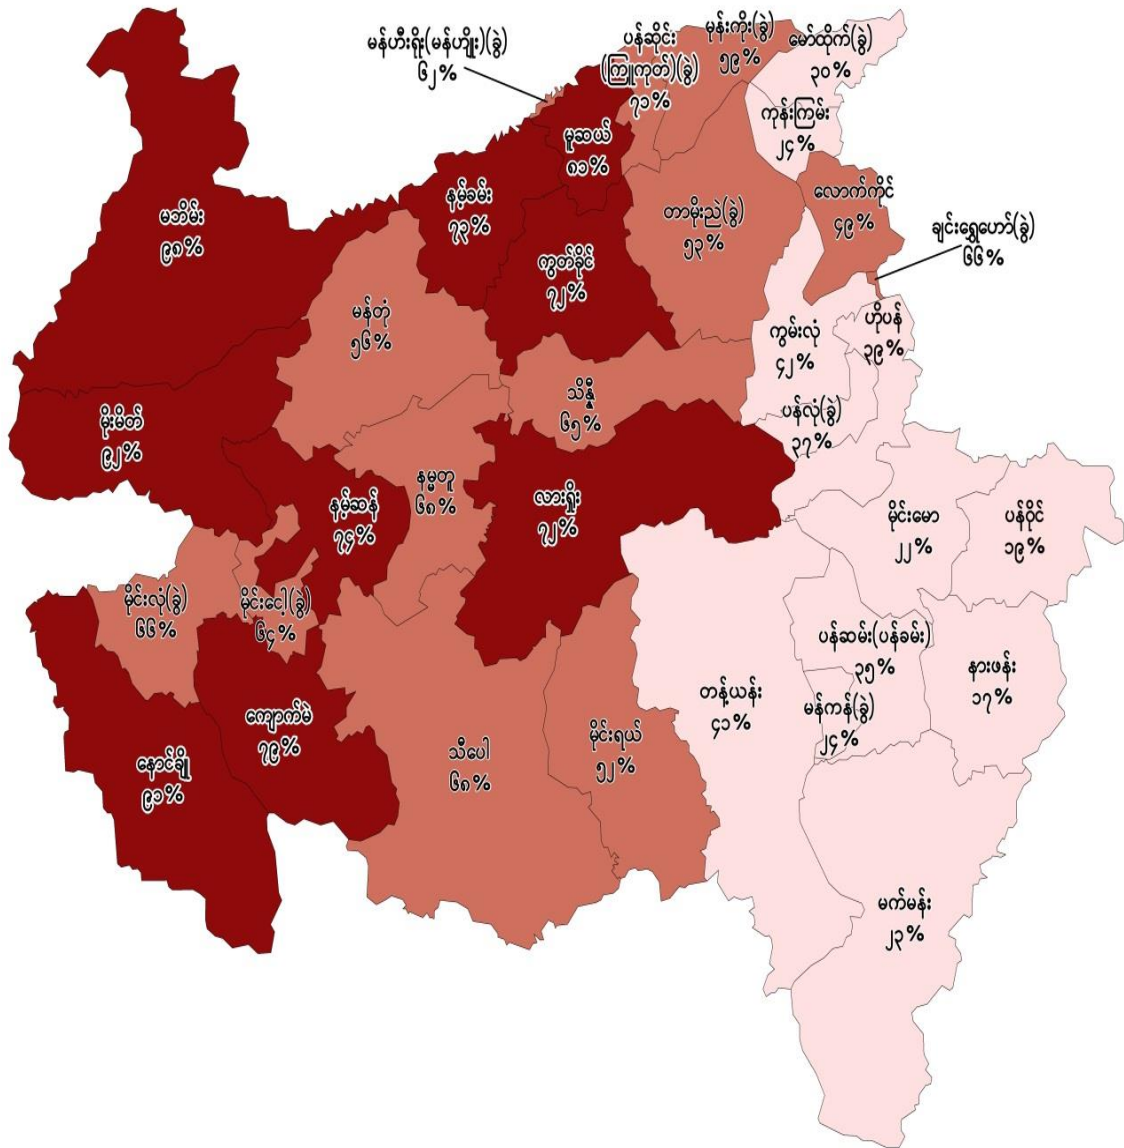 မန်ဟီးရိုး(မန်ဟျိုး)(ခွဲ)
၆၂%
ပန်ဆိုင်း
(ကြူကုတ်)(ခွဲ)
၇၁%
မုန်းကိုး(ခွဲ)
၅၉%
မော်ထိုက်(ခွဲ)
၃၀%
ကုန်းကြမ်း
၂၄%
မူဆယ်
၈၁%
နမ့်ခမ်း
၇၃%
မဘိမ်း
၉၈%
တာမိုးညဲ(ခွဲ)
၅၃%
လောက်ကိုင်
၄၉%
ချင်းရွှေဟော်(ခွဲ)
၆၆%
ကွတ်ခိုင်
၇၂%
မန်တုံ
၅၆%
ကွမ်းလုံ
၄၂%
ဟိုပန်
၃၉%
သိန္နီ
၆၅%
ပန်လုံ(ခွဲ)
၃၇%
မိုးမိတ်
၉၂%
နမ္မတူ
၆၈%
နမ့်ဆန်
၇၄%
လားရှိုး
၇၂%
မိုင်းမော
၂၂%
ပန်ဝိုင်
၁၉%
မိုင်းလုံ(ခွဲ)
၆၆%
မိုင်းငေါ့(ခွဲ)
၆၄%
ပန်ဆမ်း(ပန်ခမ်း)
၃၅%
နားဖန်း
၁၇%
တန့်ယန်း
၄၁%
မန်ကန်(ခွဲ)
၂၄%
ကျောက်မဲ
၇၉%
မိုင်းရယ်
၅၂%
သီပေါ
၆၈%
နောင်ချို
၉၁%
မက်မန်း
၂၃%